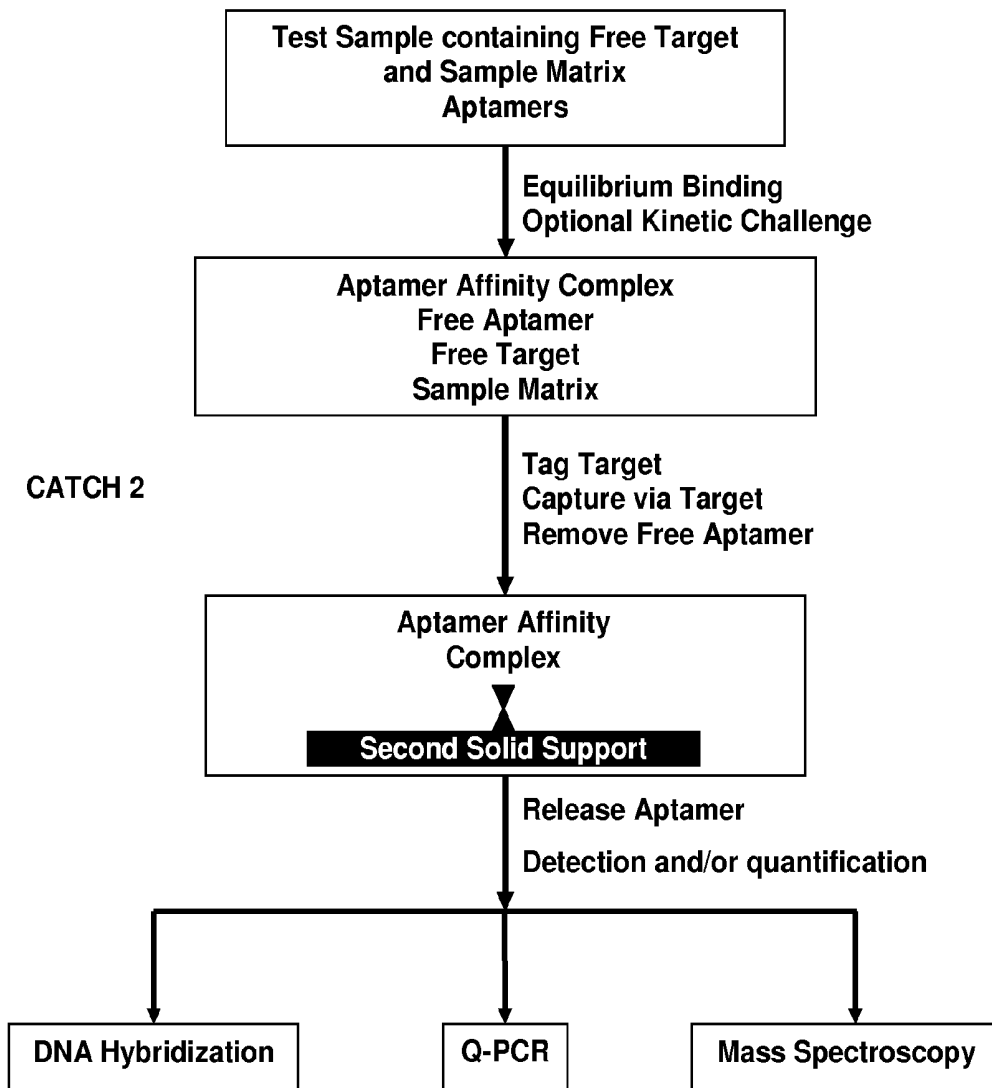 Test Sample containing Free Target
and Sample Matrix
Aptamers
Equilibrium Binding
Optional Kinetic Challenge
Aptamer Affinity Complex
Free Aptamer
Free Target
Sample Matrix
CATCH 2
Tag Target
Capture via Target
Remove Free Aptamer
Aptamer Affinity
Complex
Second Solid Support
Release Aptamer
Detection and/or quantification
DNA Hybridization
Q-PCR
Mass Spectroscopy